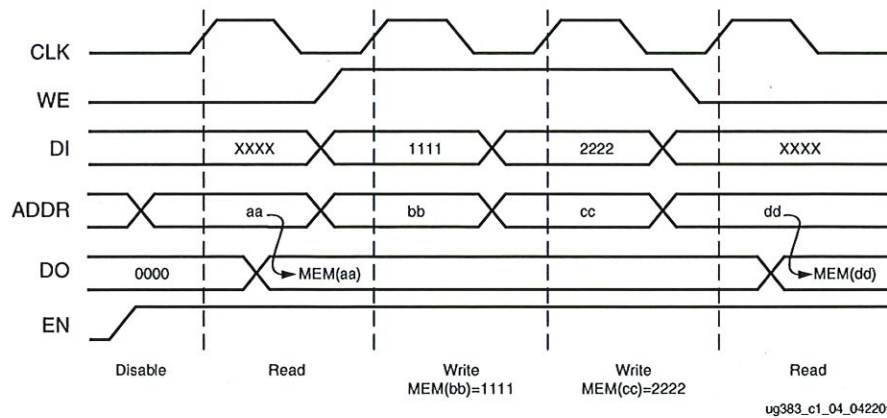 CLK
WE
DI XXXX 1111 2222 XXXX
ADDR aa bb cc dd
DO 0000 MEM(aa) MEM(dd)
EN
Disable Read Write Write Read
MEM(bb)=1111 MEM(cc)=2222
ug383_c1_04_04220